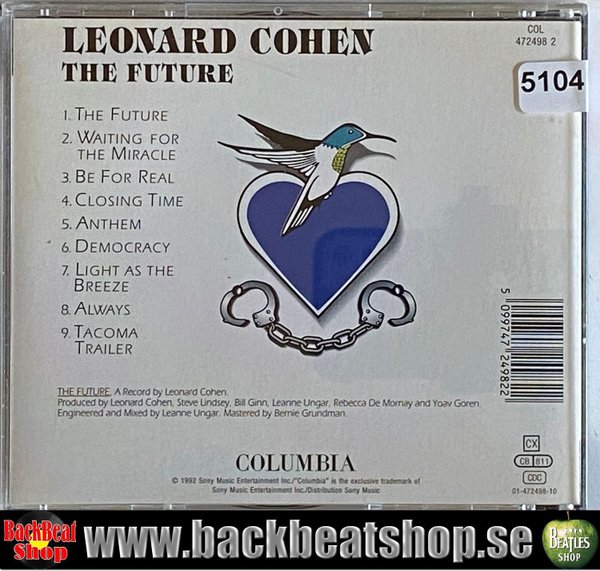 LEONARD COHEN
THE FUTURE
COL
472498 2
5104
1. THE FUTURE
2. WAITING FOR
THE MIRACLE
3. BE FOR REAL
4. CLOSING TIME
5. ANTHEM
6. DEMOCRACY
7. LIGHT AS THE
BREEZE
8. ALWAYS
9. TACOMA
TRAILER
5 099747 249822
THE FUTURE, A Record by Leonard Cohen.
Produced by Leonard Cohen, Steve Lindsey, Bill Ginn, Leanne Ungar, Rebecca De Mornay and Yoav Goren.
Engineered and Mixed by Leanne Ungar. Mastered by Bernie Grundman.
COLUMBIA
© 1992 Sony Music Entertainment Inc./"Columbia" is the exclusive trademark of
Sony Music Entertainment Inc./Distribution Sony Music
CX
CB 811
CDC
01-472498-10
BackBeat
Shop
www.backbeatshop.se
BEATLES
SHOP